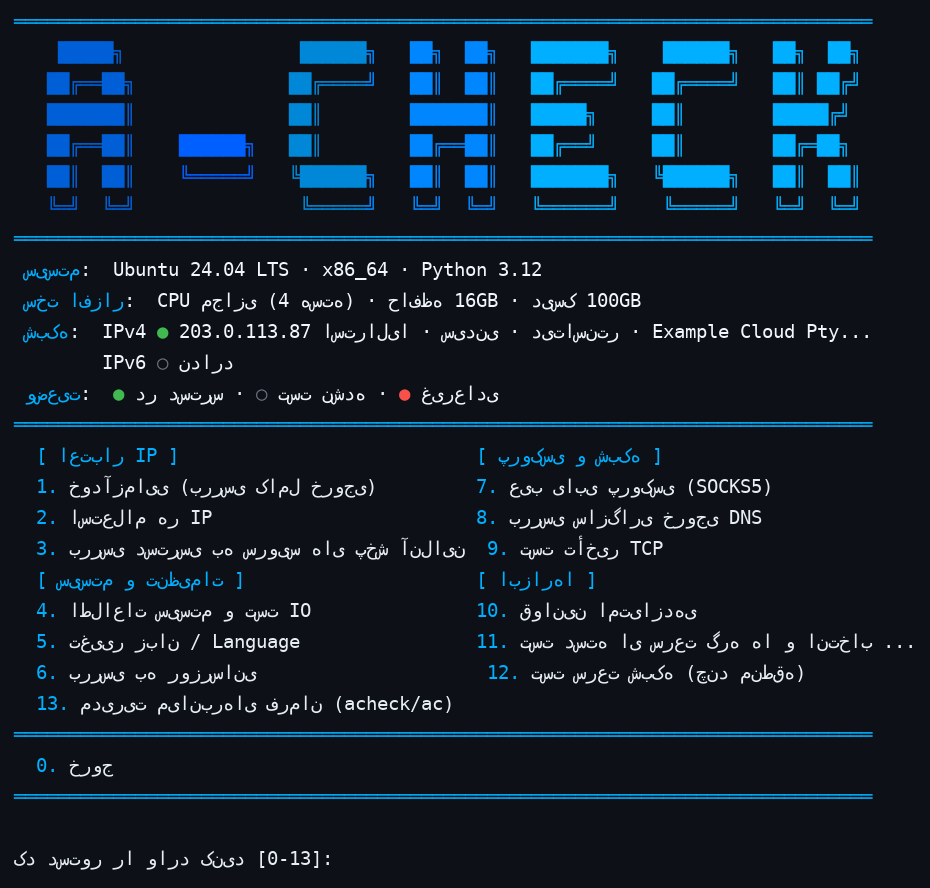 A_CHECK
سیستم: Ubuntu 24.04 LTS · x86_64 · Python 3.12
سخت افزار: CPU مجازی (4 هسته) · حافظه 16GB · دیسک 100GB
شبکه: IPv4 ● 203.0.113.87 استرالیا · سیدنی · دیتاسنتر · Example Cloud Pty...
IPv6 ○ ندارد
وضعیت: ● در دسترس · ○ تست نشده · ● غیرعادی
[ اعتبار IP ] [ پروکسی و شبکه ]
1. خودآزمایی (بررسی کامل خروجی) 7. عیب یابی پروکسی (SOCKS5)
2. استعلام هر IP 8. بررسی سازگاری خروجی DNS
3. بررسی دسترسی به سرویس های پخش آنلاین 9. تست تأخیر TCP
[ سیستم و تنظیمات ] [ ابزارها ]
4. اطلاعات سیستم و تست IO 10. قوانین امتیازدهی
5. تغییر زبان / Language 11. تست دسته ای سرعت گره ها و انتخاب ...
6. بررسی به روزرسانی 12. تست سرعت شبکه (چند منطقه)
13. مدیریت میانبرهای فرمان (acheck/ac)
0. خروج
کد دستور را وارد کنید [0-13]: